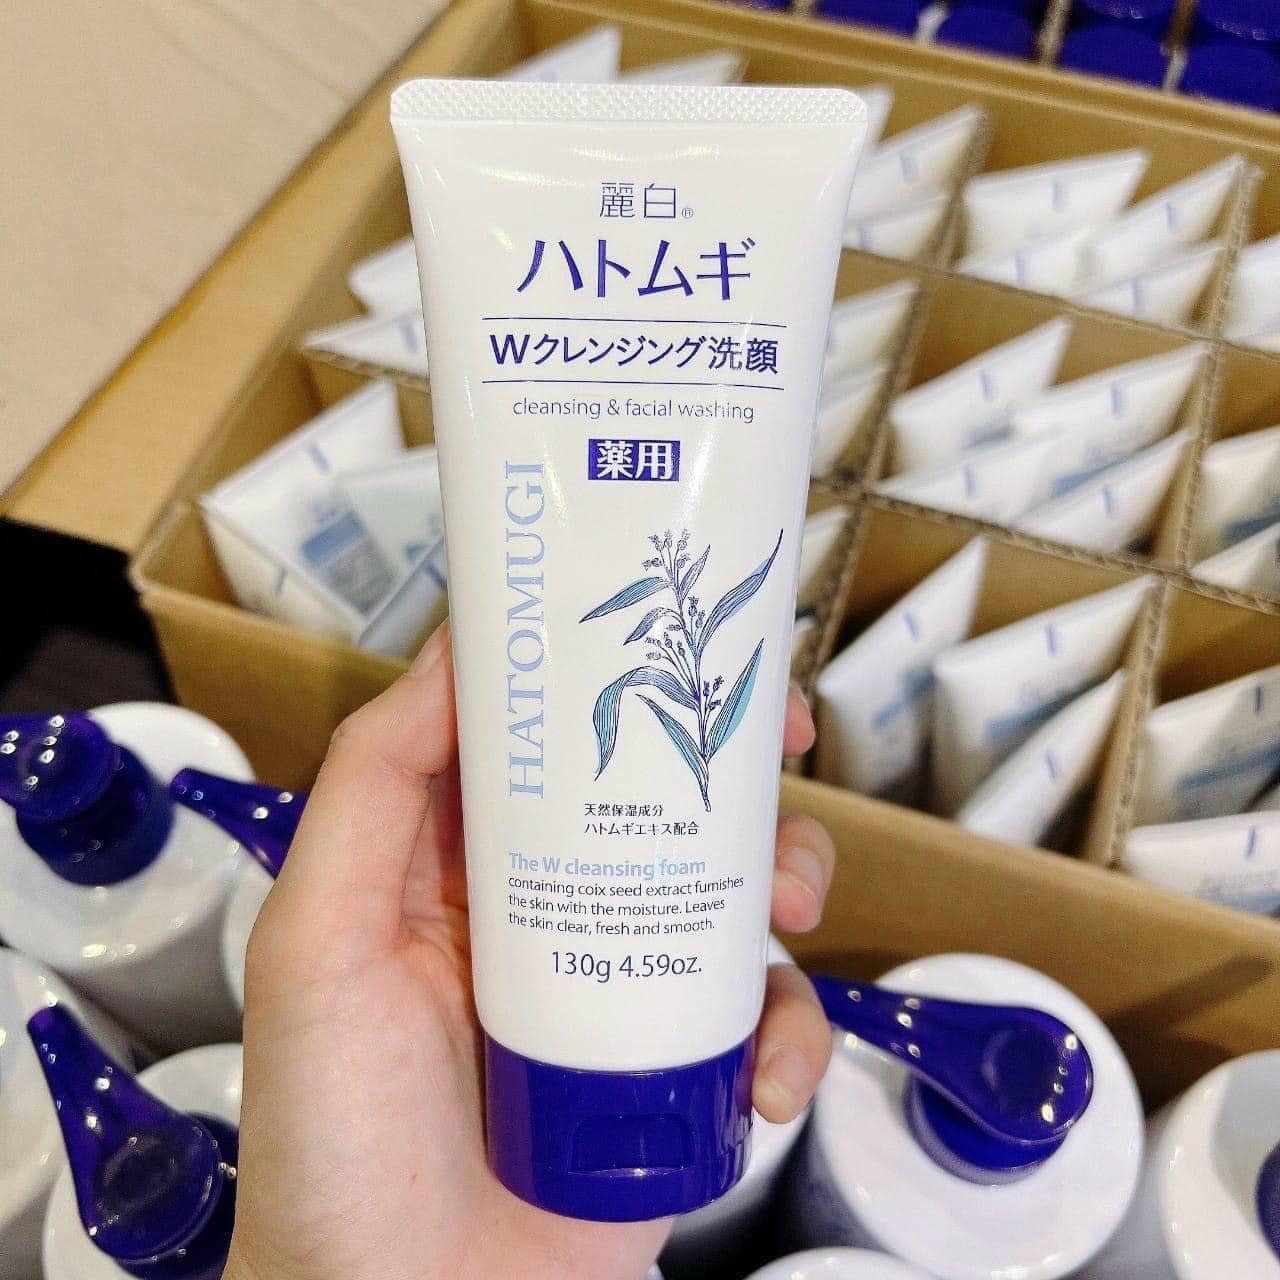 麗白®
ハトムギ
Wクレンジング洗顔
cleansing & facial washing
薬用
HATOMUGI
天然保湿成分
ハトムギエキス配合
The W cleansing foam
containing coix seed extract furnishes
the skin with the moisture. Leaves
the skin clear, fresh and smooth.
130g 4.59oz.